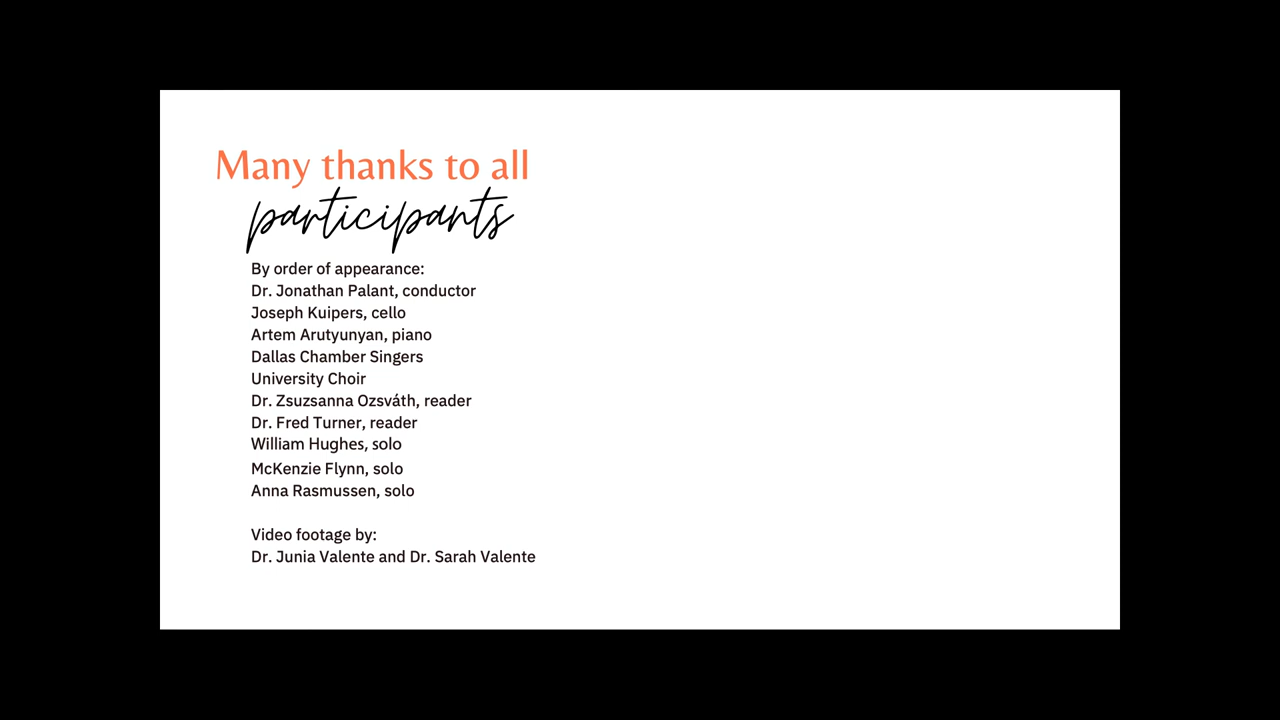 Many thanks to all
participants
By order of appearance:
Dr. Jonathan Palant, conductor
Joseph Kuipers, cello
Artem Arutyunyan, piano
Dallas Chamber Singers
University Choir
Dr. Zsuzsanna Ozsváth, reader
Dr. Fred Turner, reader
William Hughes, solo
McKenzie Flynn, solo
Anna Rasmussen, solo
Video footage by:
Dr. Junia Valente and Dr. Sarah Valente